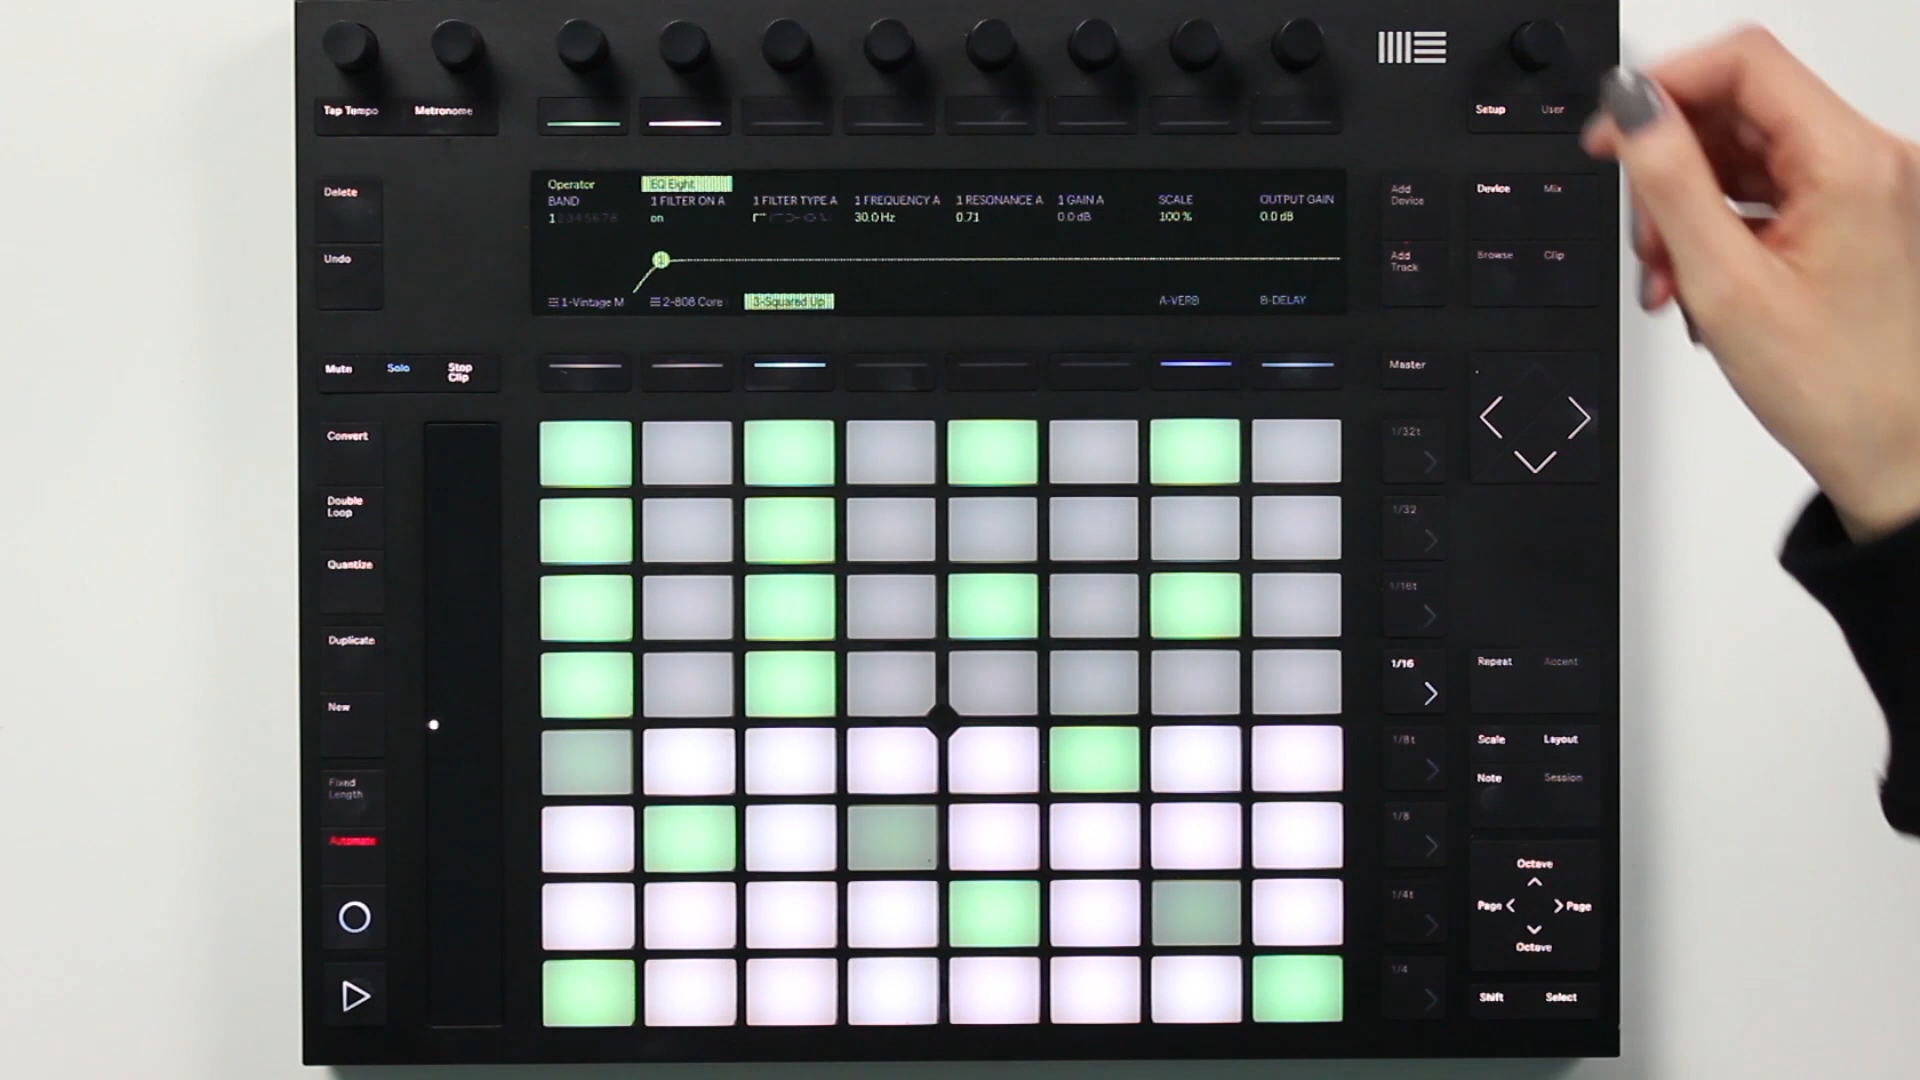 Tap Tempo Metronome
Setup User
Delete
Undo
Operator EQ Eight
BAND 1 FILTER ON A 1 FILTER TYPE A 1 FREQUENCY A 1 RESONANCE A 1 GAIN A SCALE OUTPUT GAIN
12345678 on 30.0 Hz 0.71 0.0 dB 100 % 0.0 dB
1
1-Vintage M 2-808 Core 3-Squared Up A-VERB B-DELAY
Add
Device
Device Mix
Add
Track
Browse Clip
Mute Solo Stop
Clip
Master
Convert
Double
Loop
Quantize
Duplicate
New
Fixed
Length
Automate
1/32t
1/32
1/16t
1/16
1/8t
1/8
1/4t
1/4
Repeat Accent
Scale Layout
Note Session
Octave
Page Page
Octave
Shift Select